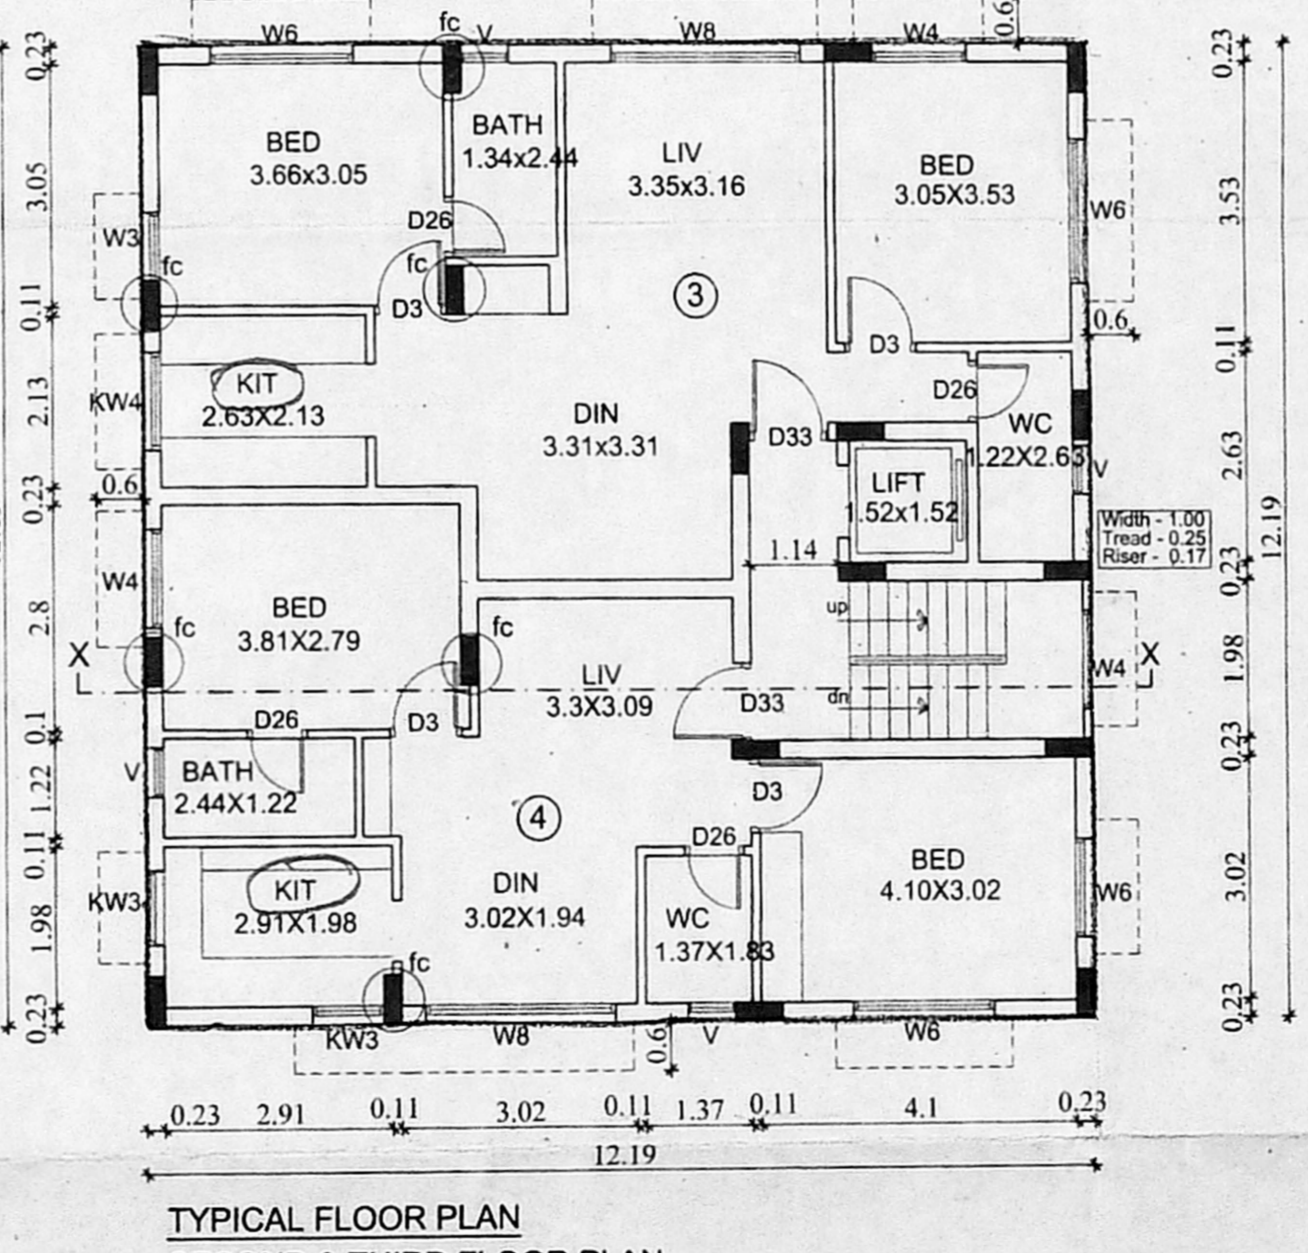 fc
W6
V
W8
W4
0.6
0.23
0.23
BED
3.66x3.05
BATH
1.34x2.44
LIV
3.35x3.16
BED
3.05X3.53
3.05
3.53
W3
D26
W6
fc
fc
D3
3
0.11
0.6
D3
0.11
KIT
2.63X2.13
KW4
2.13
DIN
3.31x3.31
D33
D26
WC
1.22X2.63
V
2.63
LIFT
1.52x1.52
0.6
0.23
Width - 1.00
Tread - 0.25
Riser - 0.17
12.19
1.14
0.23
W4
2.8
BED
3.81X2.79
up
fc
fc
X
LIV
3.3X3.09
W4
X
1.98
D26
D3
D33
dn
0.1
0.23
V
BATH
2.44X1.22
1.22
D3
4
D26
0.11
KW3
KIT
2.91X1.98
1.98
DIN
3.02X1.94
WC
1.37X1.83
BED
4.10X3.02
W6
3.02
fc
0.23
0.23
KW3
W8
0.6
V
W6
0.23
2.91
0.11
3.02
0.11
1.37
0.11
4.1
0.23
12.19
TYPICAL FLOOR PLAN